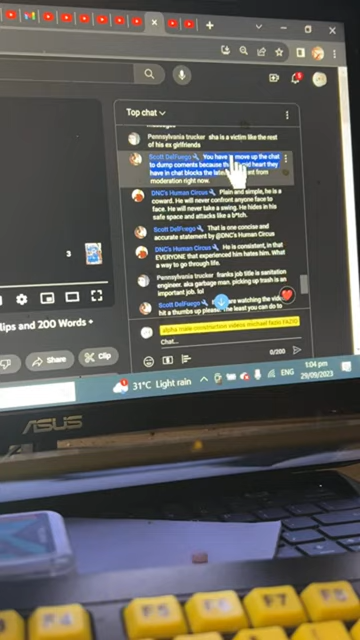 Top chat
messages
Pennsylvania trucker she is a victim like the rest
of his ex girlfriends
Scott DelFuego You have move up the chat
to dump coments because the heart they
have in chat blocks the from
moderation right now.
DNC's Human Circus Plain and simple, he is a
coward. He will never confront anyone face to
face. He will never take a swing. He hides in his
safe space and attacks like a b*tch.
Scott DelFuego That is one concise and
accurate statement by @DNC's Human Circus
DNC's Human Circus He is consistent, in that
EVERYONE that experienced him hates him. What
a way to go through life.
Pennsylvania trucker franks job title is sanitation
engineer. aka garbage man. picking up trash is an
important job. lol
Scott DelFuego watching the
hit a thumbs up The least you can do to
3
lips and 200 Words +
Share
Clip
alpha male michael
Chat...
0/200
31°C Light rain
ENG
1:04 pm
29/09/2023
ASUS
F4
F5
F6
F7
F8